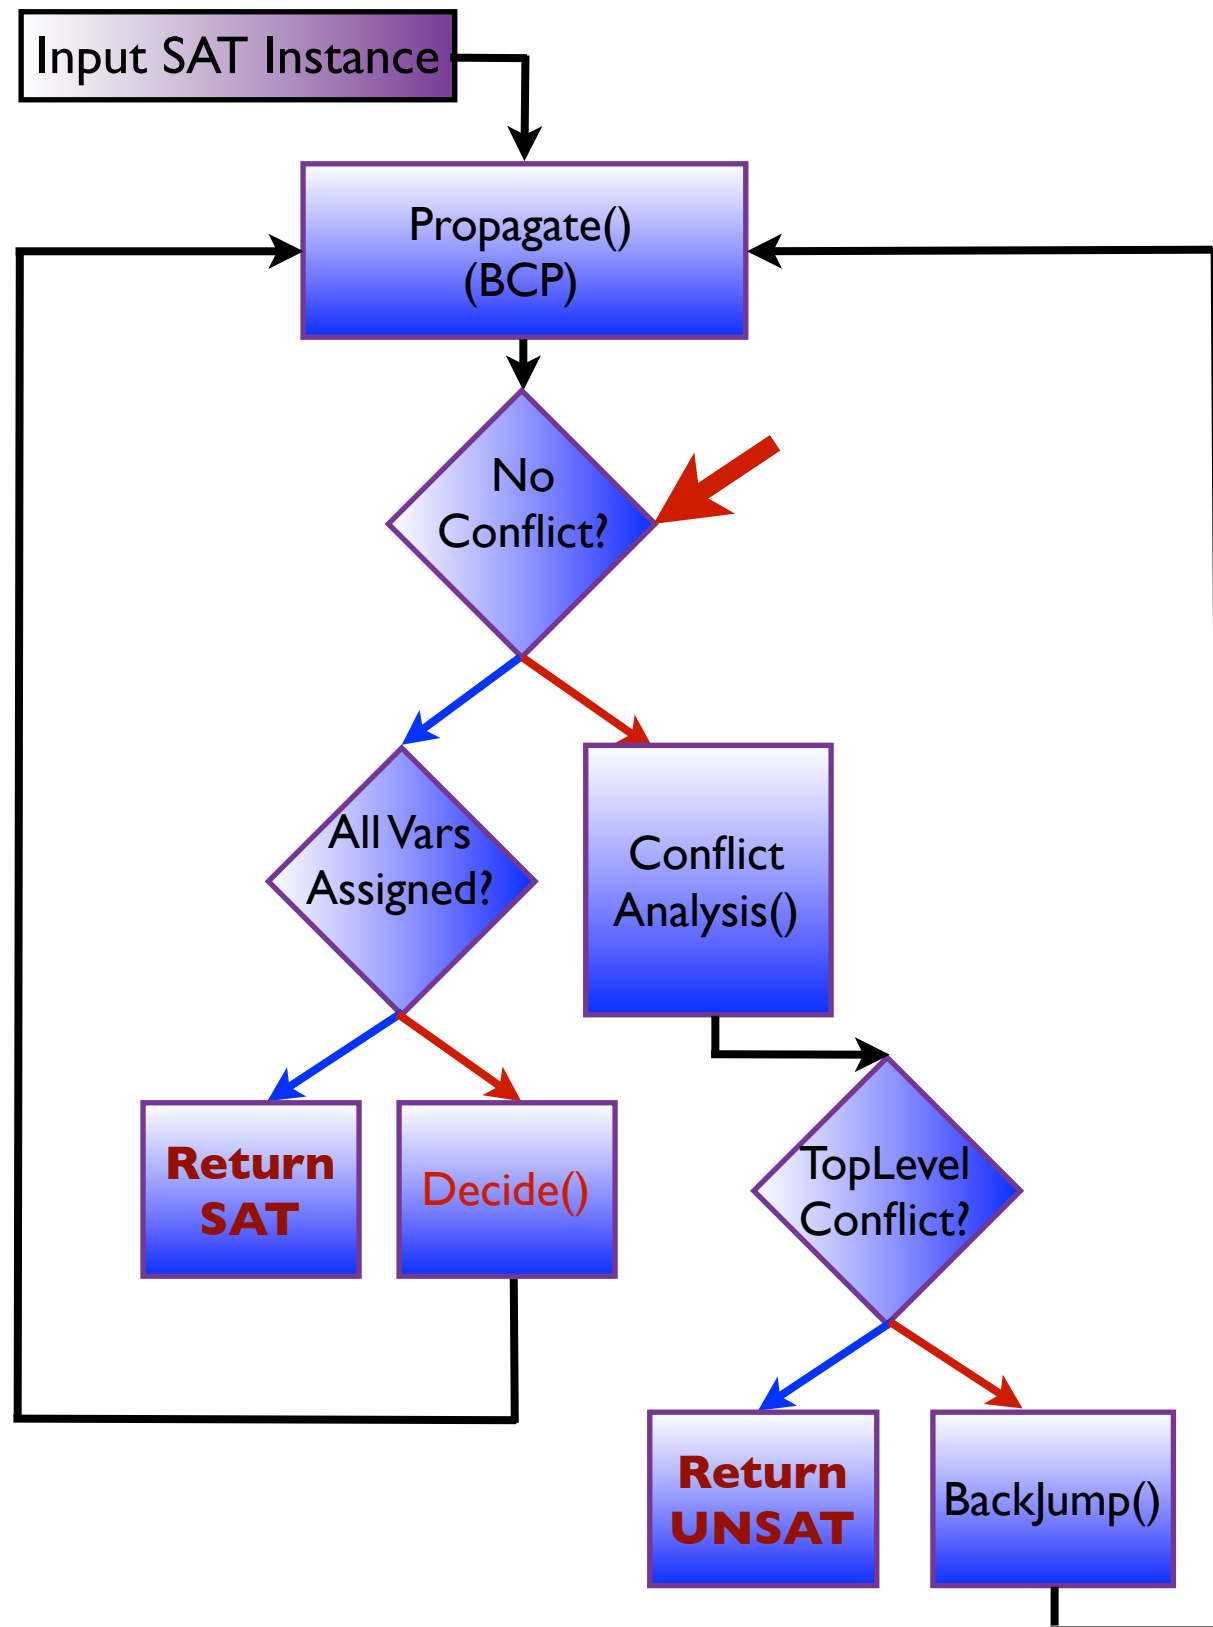 Input SAT Instance
Propagate()
(BCP)
No
Conflict?
All Vars
Assigned?
Conflict
Analysis()
Return
SAT
Decide()
TopLevel
Conflict?
Return
UNSAT
BackJump()